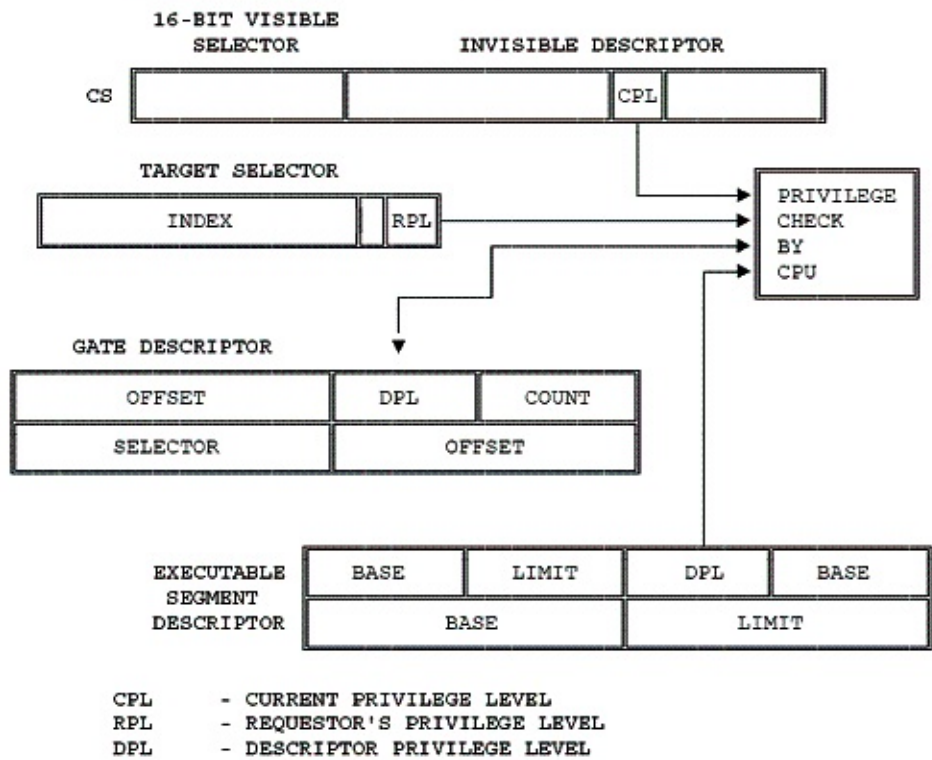 16-BIT VISIBLE
SELECTOR
INVISIBLE DESCRIPTOR
CS
CPL
TARGET SELECTOR
INDEX
RPL
PRIVILEGE
CHECK
BY
CPU
GATE DESCRIPTOR
OFFSET
DPL
COUNT
SELECTOR
OFFSET
EXECUTABLE
SEGMENT
DESCRIPTOR
BASE
LIMIT
DPL
BASE
BASE
LIMIT
CPL - CURRENT PRIVILEGE LEVEL
RPL - REQUESTOR'S PRIVILEGE LEVEL
DPL - DESCRIPTOR PRIVILEGE LEVEL